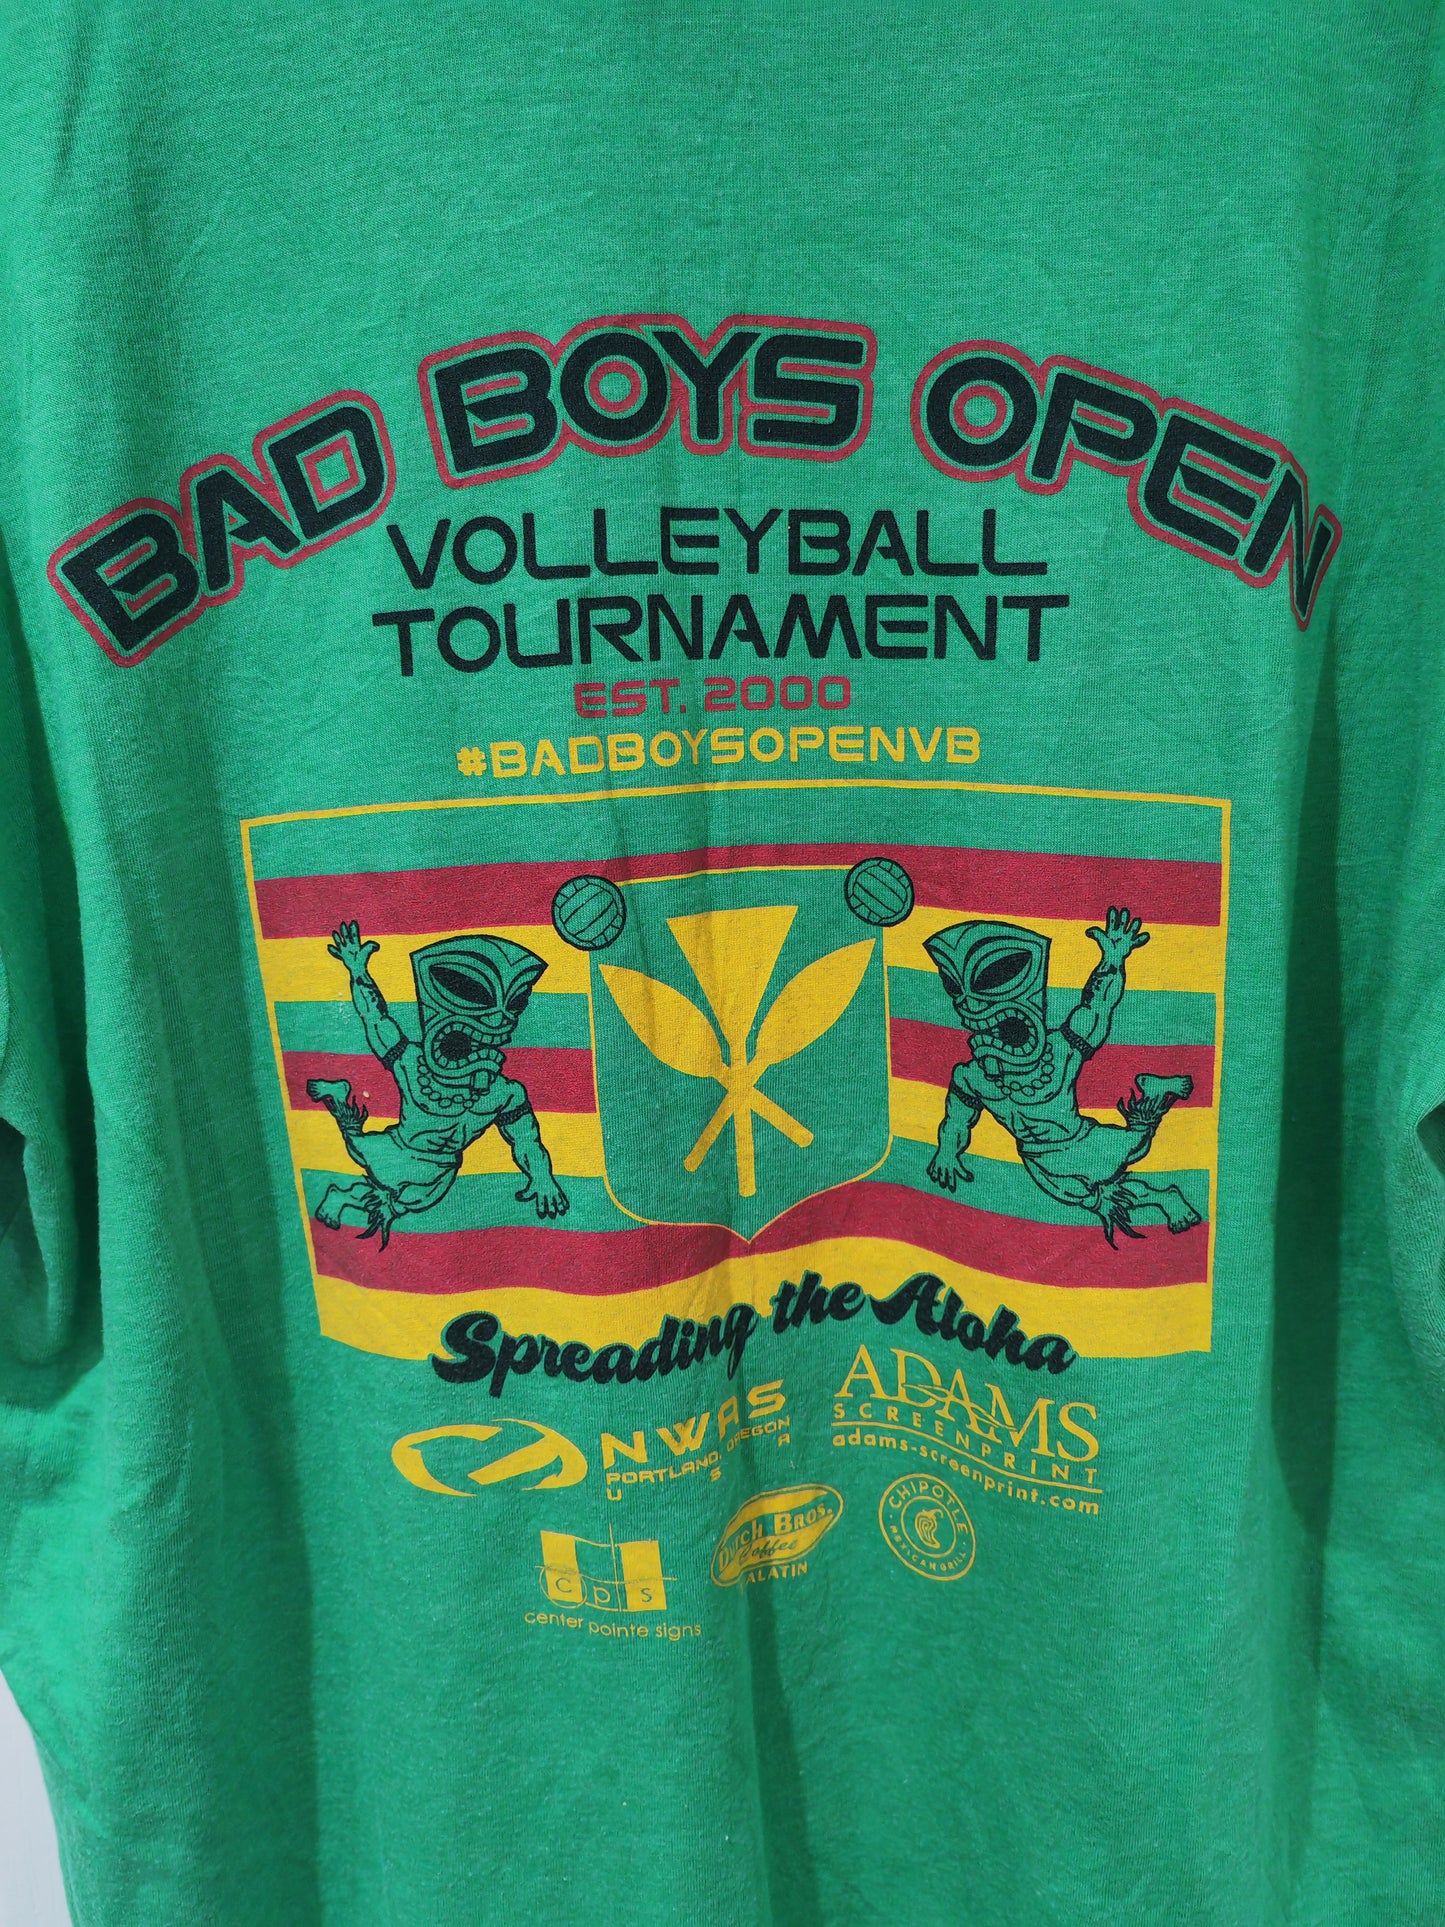 BAD BOYS OPEN
VOLLEYBALL
TOURNAMENT
EST. 2000
#BADBOYSOPENVB
Spreading the Aloha
NWAS
PORTLAND, OREGON
U S A
ADAMS
SCREENPRINT
adams-screenprint.com
cps
center pointe signs
Dutch Bros.
Coffee
CHIPOTLE
MEXICAN GRILL